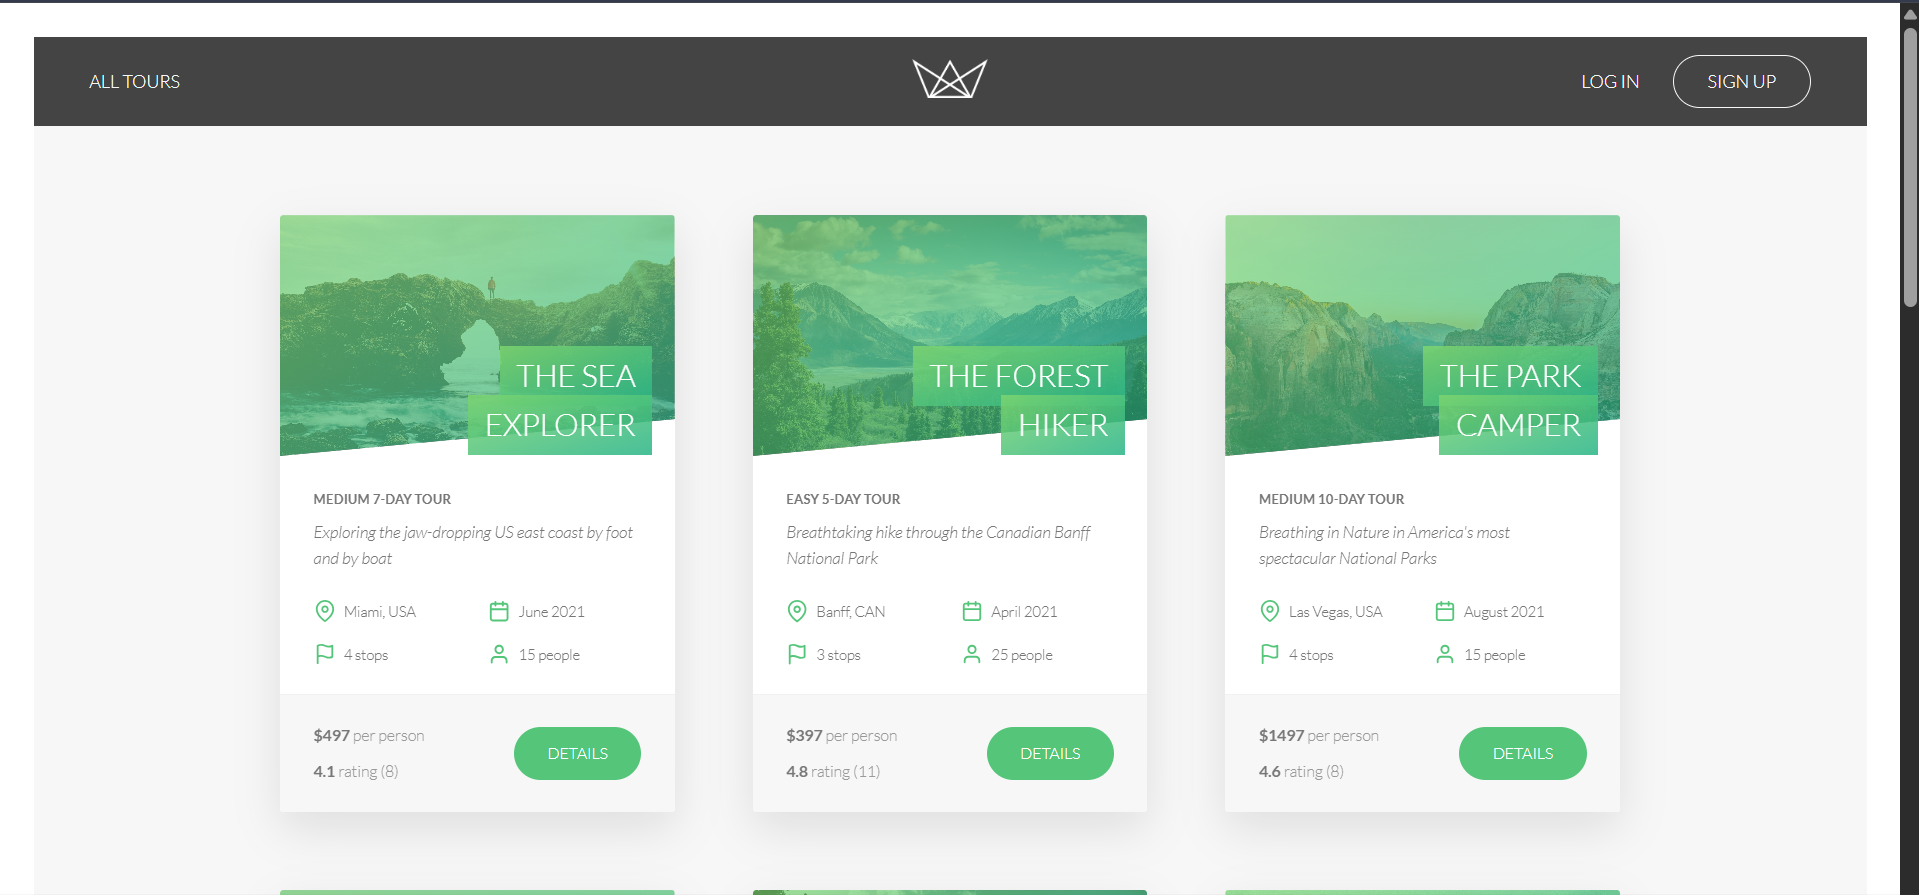 ALL TOURS
LOG IN
SIGN UP
THE SEA
EXPLORER
MEDIUM 7-DAY TOUR
Exploring the jaw-dropping US east coast by foot
and by boat
Miami, USA
June 2021
4 stops
15 people
$497 per person
4.1 rating (8)
DETAILS
THE FOREST
HIKER
EASY 5-DAY TOUR
Breathtaking hike through the Canadian Banff
National Park
Banff, CAN
April 2021
3 stops
25 people
$397 per person
4.8 rating (11)
DETAILS
THE PARK
CAMPER
MEDIUM 10-DAY TOUR
Breathing in Nature in America's most
spectacular National Parks
Las Vegas, USA
August 2021
4 stops
15 people
$1497 per person
4.6 rating (8)
DETAILS